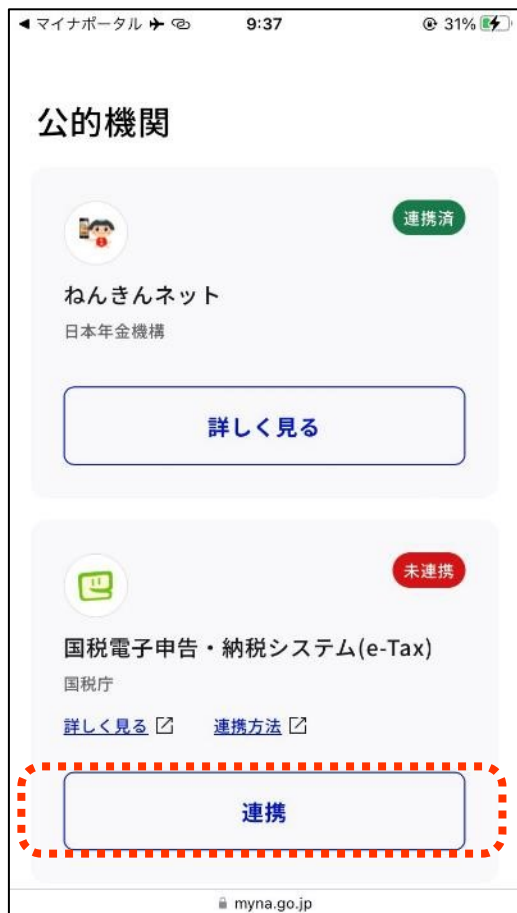 ◀ マイナポータル
9:37
31%
公的機関
連携済
ねんきんネット
日本年金機構
詳しく見る
未連携
国税電子申告・納税システム(e-Tax)
国税庁
詳しく見る 連携方法
連携
myna.go.jp